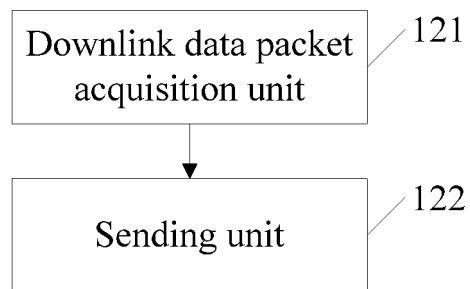 Downlink data packet
acquisition unit
121
Sending unit
122